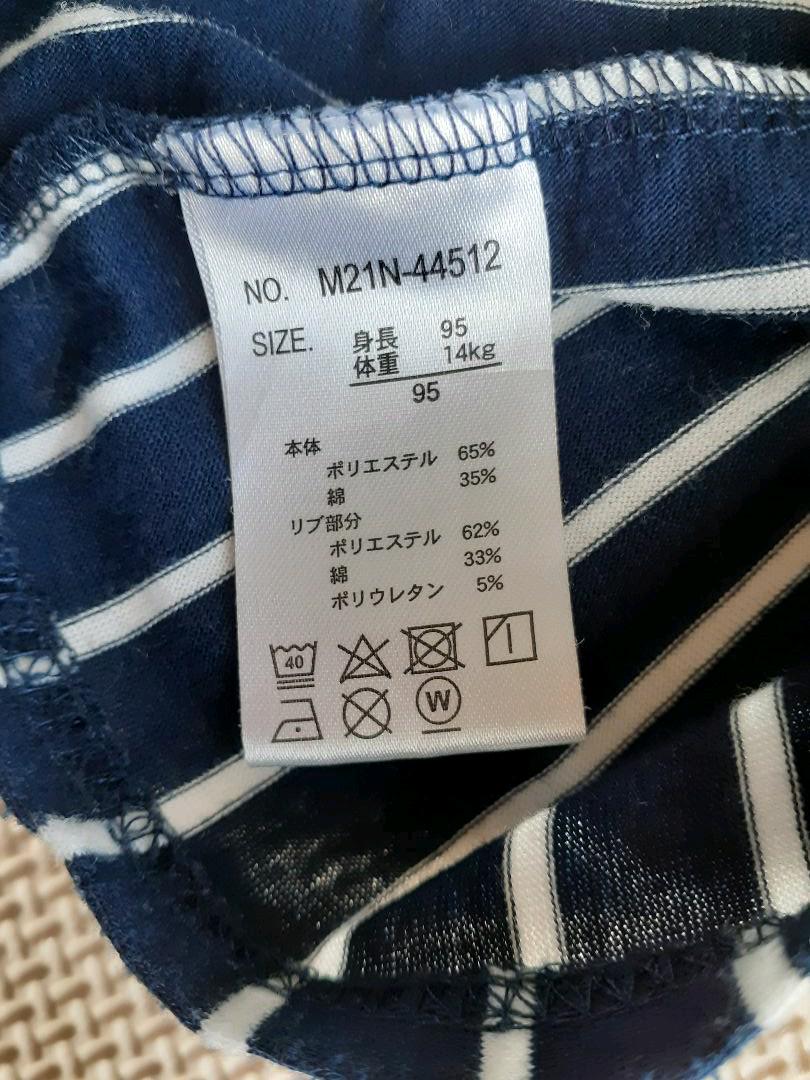 NO. M21N-44512
SIZE. 身長 95
体重 14kg
95
本体
ポリエステル 65%
綿 35%
リブ部分
ポリエステル 62%
綿 33%
ポリウレタン 5%
40
W